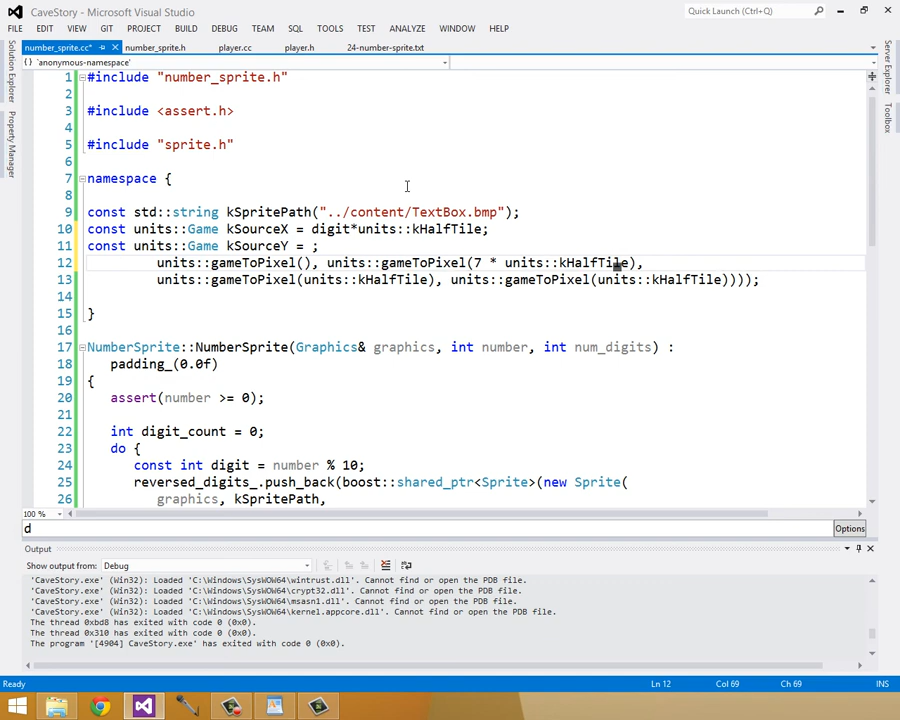 CaveStory - Microsoft Visual Studio
Quick Launch (Ctrl+Q)
FILE EDIT VIEW GIT PROJECT BUILD DEBUG TEAM SQL TOOLS TEST ANALYZE WINDOW HELP
number_sprite.cc* number_sprite.h player.cc player.h 24-number-sprite.txt
{ } `anonymous-namespace'
Solution Explorer
Property Manager
Server Explorer
Toolbox
1 #include "number_sprite.h"
2
3 #include <assert.h>
4
5 #include "sprite.h"
6
7 namespace {
8
9 const std::string kSpritePath("../content/TextBox.bmp");
10 const units::Game kSourceX = digit*units::kHalfTile;
11 const units::Game kSourceY = ;
12 units::gameToPixel(), units::gameToPixel(7 * units::kHalfTile),
13 units::gameToPixel(units::kHalfTile), units::gameToPixel(units::kHalfTile))));
14
15 }
16
17 NumberSprite::NumberSprite(Graphics& graphics, int number, int num_digits) :
18 padding_(0.0f)
19 {
20 assert(number >= 0);
21
22 int digit_count = 0;
23 do {
24 const int digit = number % 10;
25 reversed_digits_.push_back(boost::shared_ptr<Sprite>(new Sprite(
26 graphics, kSpritePath,
100 %
d
Options
Output
Show output from: Debug
'CaveStory.exe' (Win32): Loaded 'C:\Windows\SysWOW64\wintrust.dll'. Cannot find or open the PDB file.
'CaveStory.exe' (Win32): Loaded 'C:\Windows\SysWOW64\crypt32.dll'. Cannot find or open the PDB file.
'CaveStory.exe' (Win32): Loaded 'C:\Windows\SysWOW64\msasn1.dll'. Cannot find or open the PDB file.
'CaveStory.exe' (Win32): Loaded 'C:\Windows\SysWOW64\kernel.appcore.dll'. Cannot find or open the PDB file.
The thread 0xbd8 has exited with code 0 (0x0).
The thread 0x310 has exited with code 0 (0x0).
The program '[4904] CaveStory.exe' has exited with code 0 (0x0).
Ready Ln 12 Col 69 Ch 69 INS